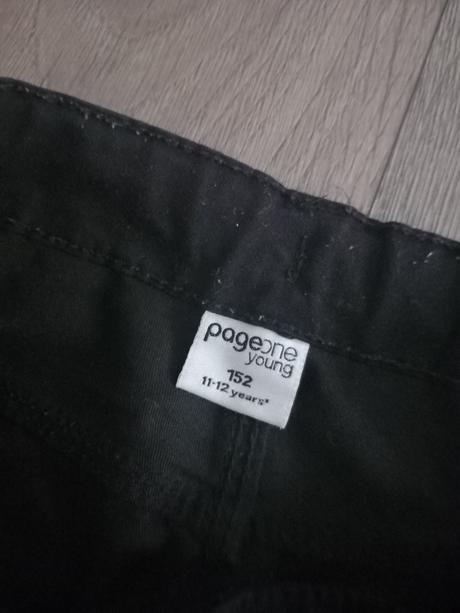 pageone
young
152
11-12 years*